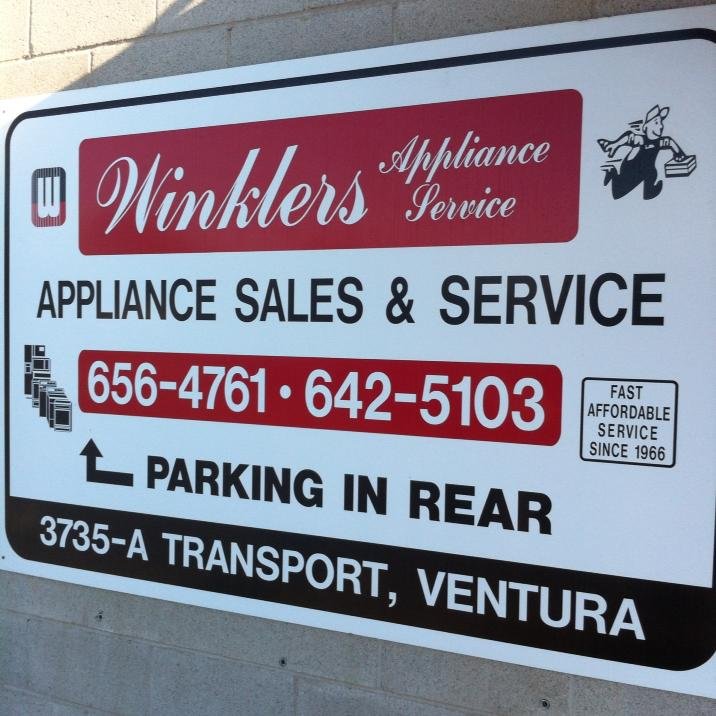 W
Winklers Appliance Service
APPLIANCE SALES & SERVICE
656-4761 • 642-5103
FAST
AFFORDABLE
SERVICE
SINCE 1966
PARKING IN REAR
3735-A TRANSPORT, VENTURA